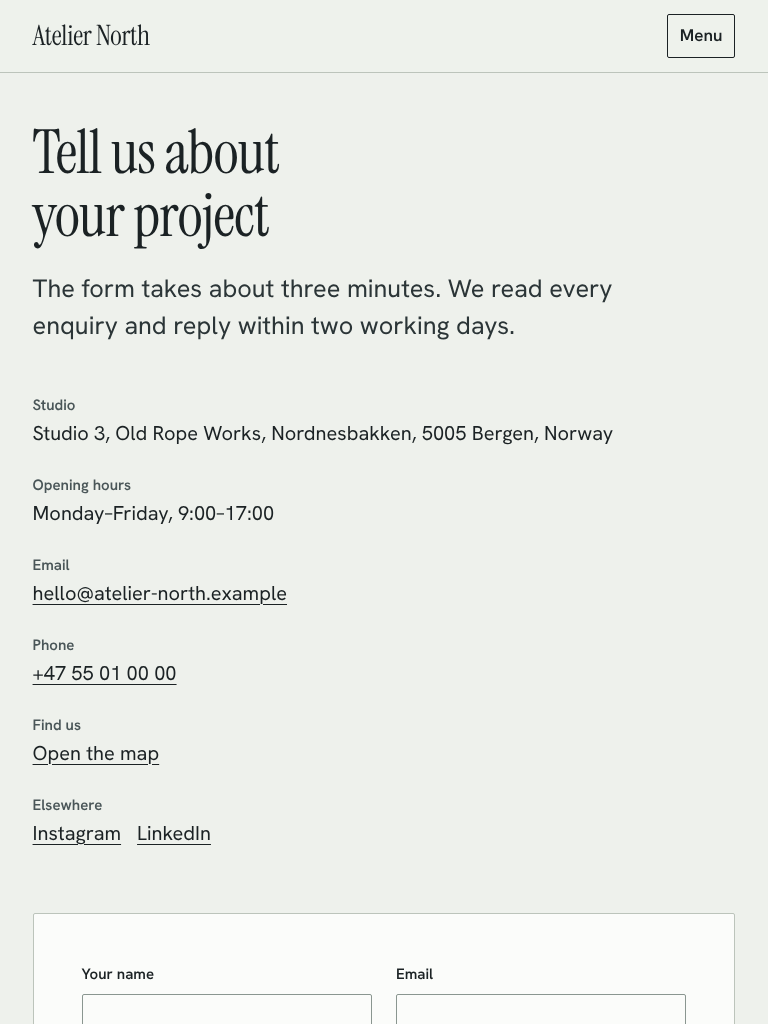 Atelier North
Menu
Tell us about
your project
The form takes about three minutes. We read every
enquiry and reply within two working days.
Studio
Studio 3, Old Rope Works, Nordnesbakken, 5005 Bergen, Norway
Opening hours
Monday–Friday, 9:00–17:00
Email
hello@atelier-north.example
Phone
+47 55 01 00 00
Find us
Open the map
Elsewhere
Instagram LinkedIn
Your name
Email